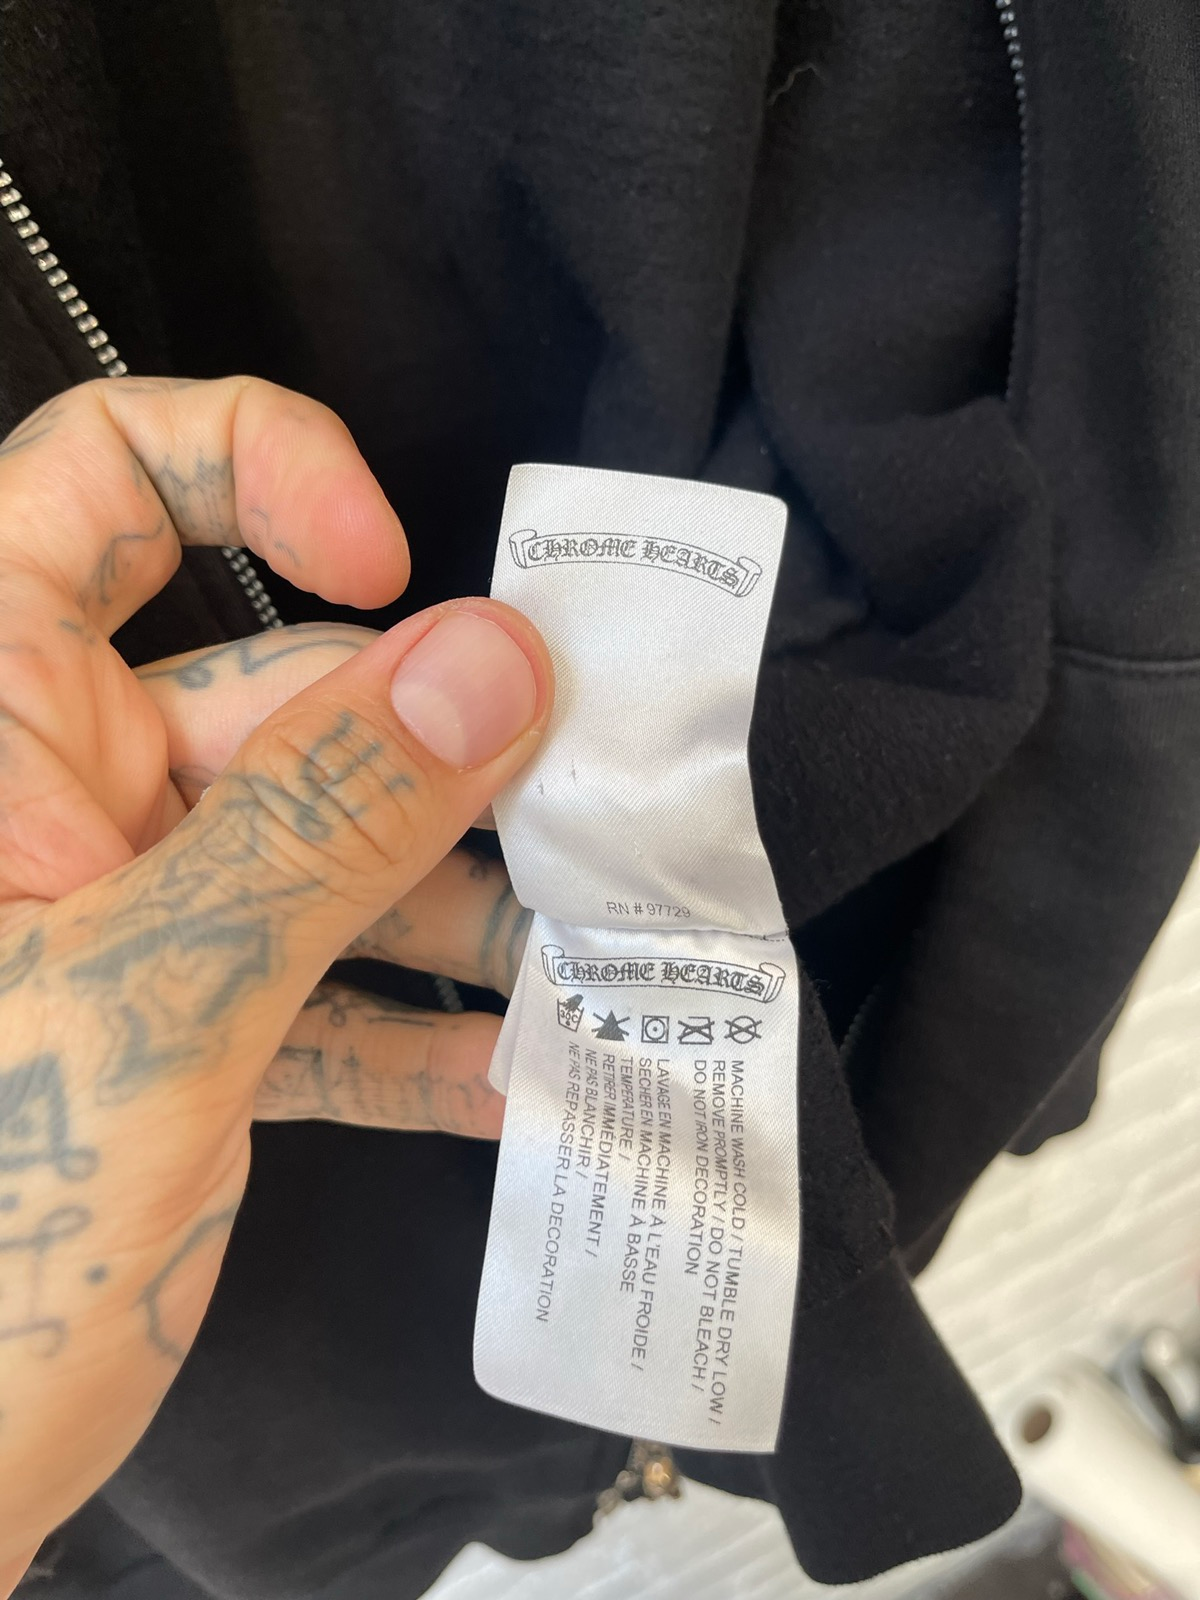 CHROME HEARTS
RN # 97729
CHROME HEARTS
30°C
MACHINE WASH COLD / TUMBLE DRY LOW /
REMOVE PROMPTLY / DO NOT BLEACH /
DO NOT IRON DECORATION
LAVAGE EN MACHINE À L'EAU FROIDE /
SECHER EN MACHINE À BASSE
TEMPERATURE /
RETIRER IMMÉDIATEMENT /
NE PAS BLANCHIR /
NE PAS REPASSER LA DECORATION